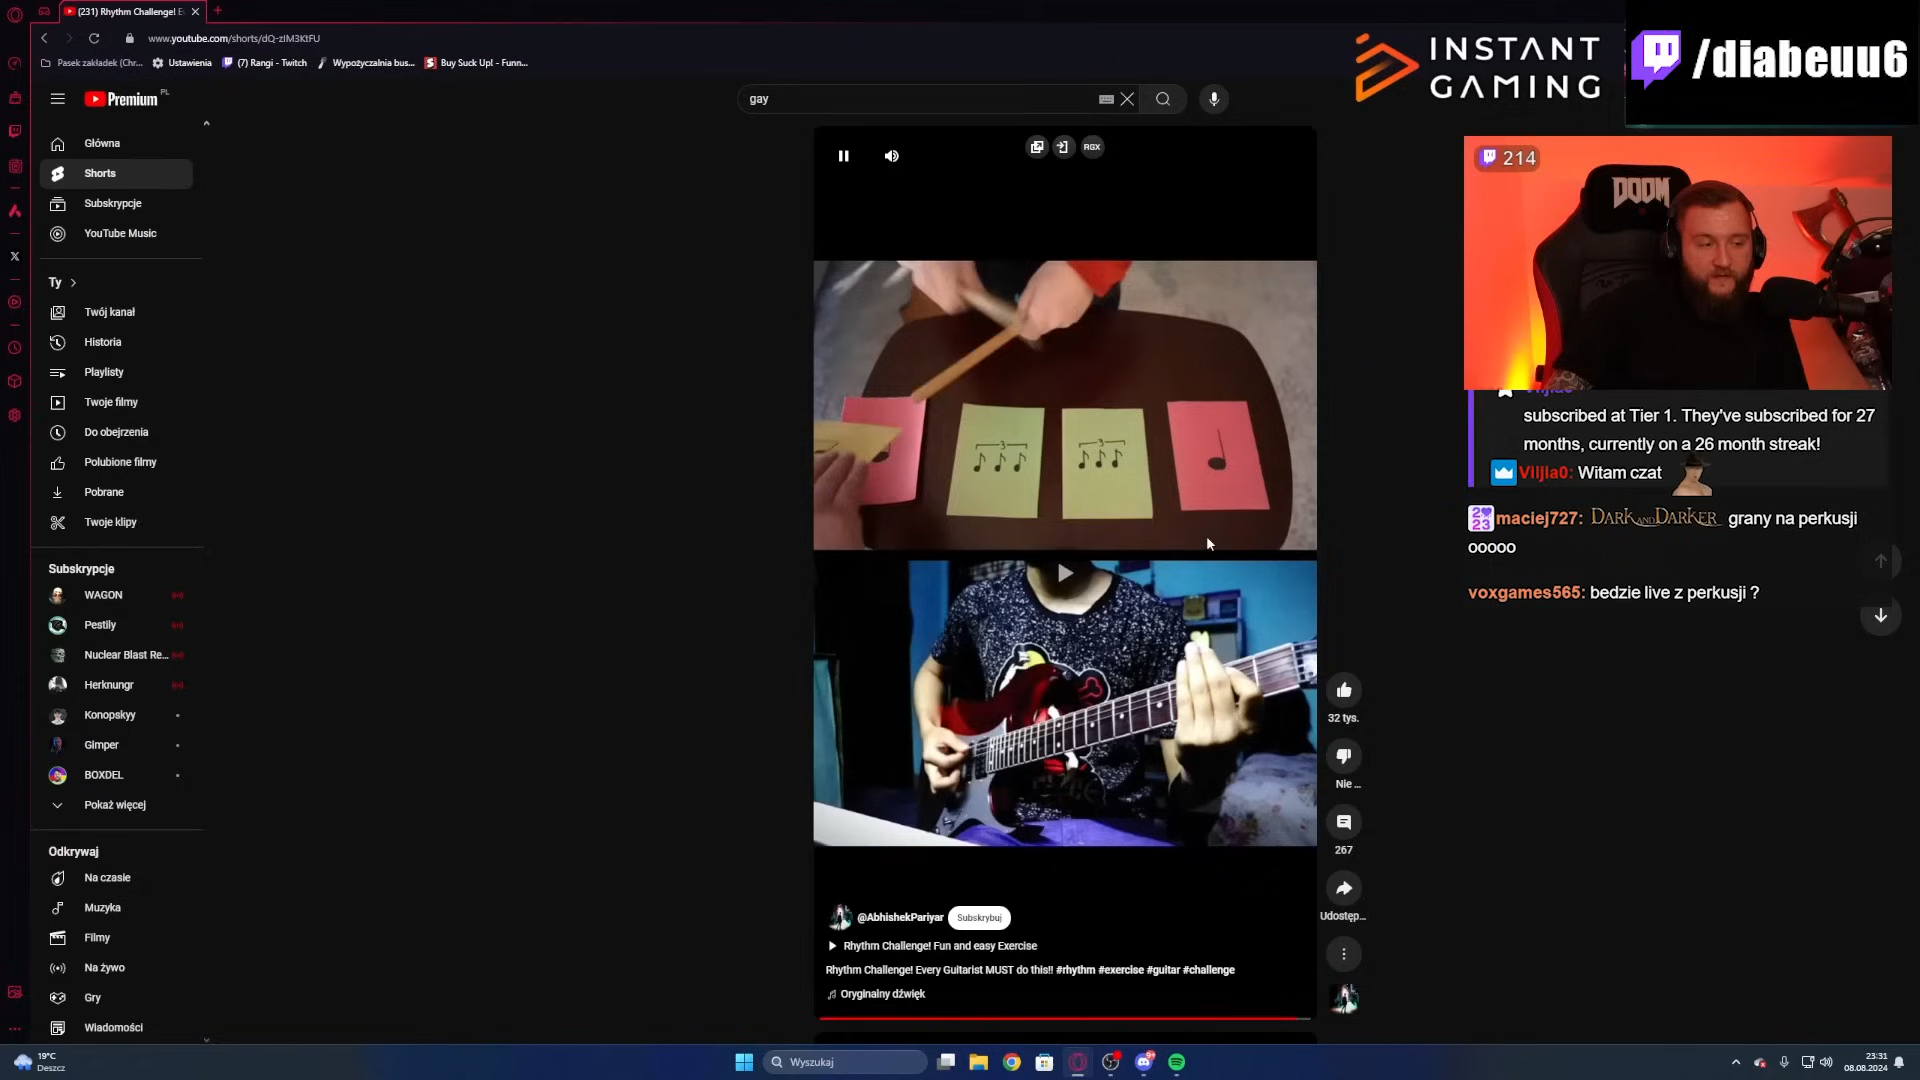 (231) Rhythm Challenge! E
www.youtube.com/shorts/dQ-zIM3KtFU
Pasek zakładek (Chr...
Ustawienia
(7) Rangi - Twitch
Wypożyczalnia bus...
Buy Suck Up! - Funn...
INSTANT
GAMING
/diabeuu6
Premium PL
gay
Główna
Shorts
Subskrypcje
YouTube Music
Ty
Twój kanał
Historia
Playlisty
Twoje filmy
Do obejrzenia
Polubione filmy
Pobrane
Twoje klipy
Subskrypcje
WAGON
Pestily
Nuclear Blast Re...
Herknungr
Konopskyy
Gimper
BOXDEL
Pokaż więcej
Odkrywaj
Na czasie
Muzyka
Filmy
Na żywo
Gry
Wiadomości
RGX
3
3
32 tys.
Nie ...
267
Udostęp...
@AbhishekPariyar
Subskrybuj
Rhythm Challenge! Fun and easy Exercise
Rhythm Challenge! Every Guitarist MUST do this!! #rhythm #exercise #guitar #challenge
Oryginalny dźwięk
214
DOOM
subscribed at Tier 1. They've subscribed for 27
months, currently on a 26 month streak!
VIljla0: Witam czat
2 23 maciej727: DARK AND DARKER grany na perkusji
ooooo
voxgames565: bedzie live z perkusji ?
19°C
Deszcz
Wyszukaj
23:31
08.08.2024